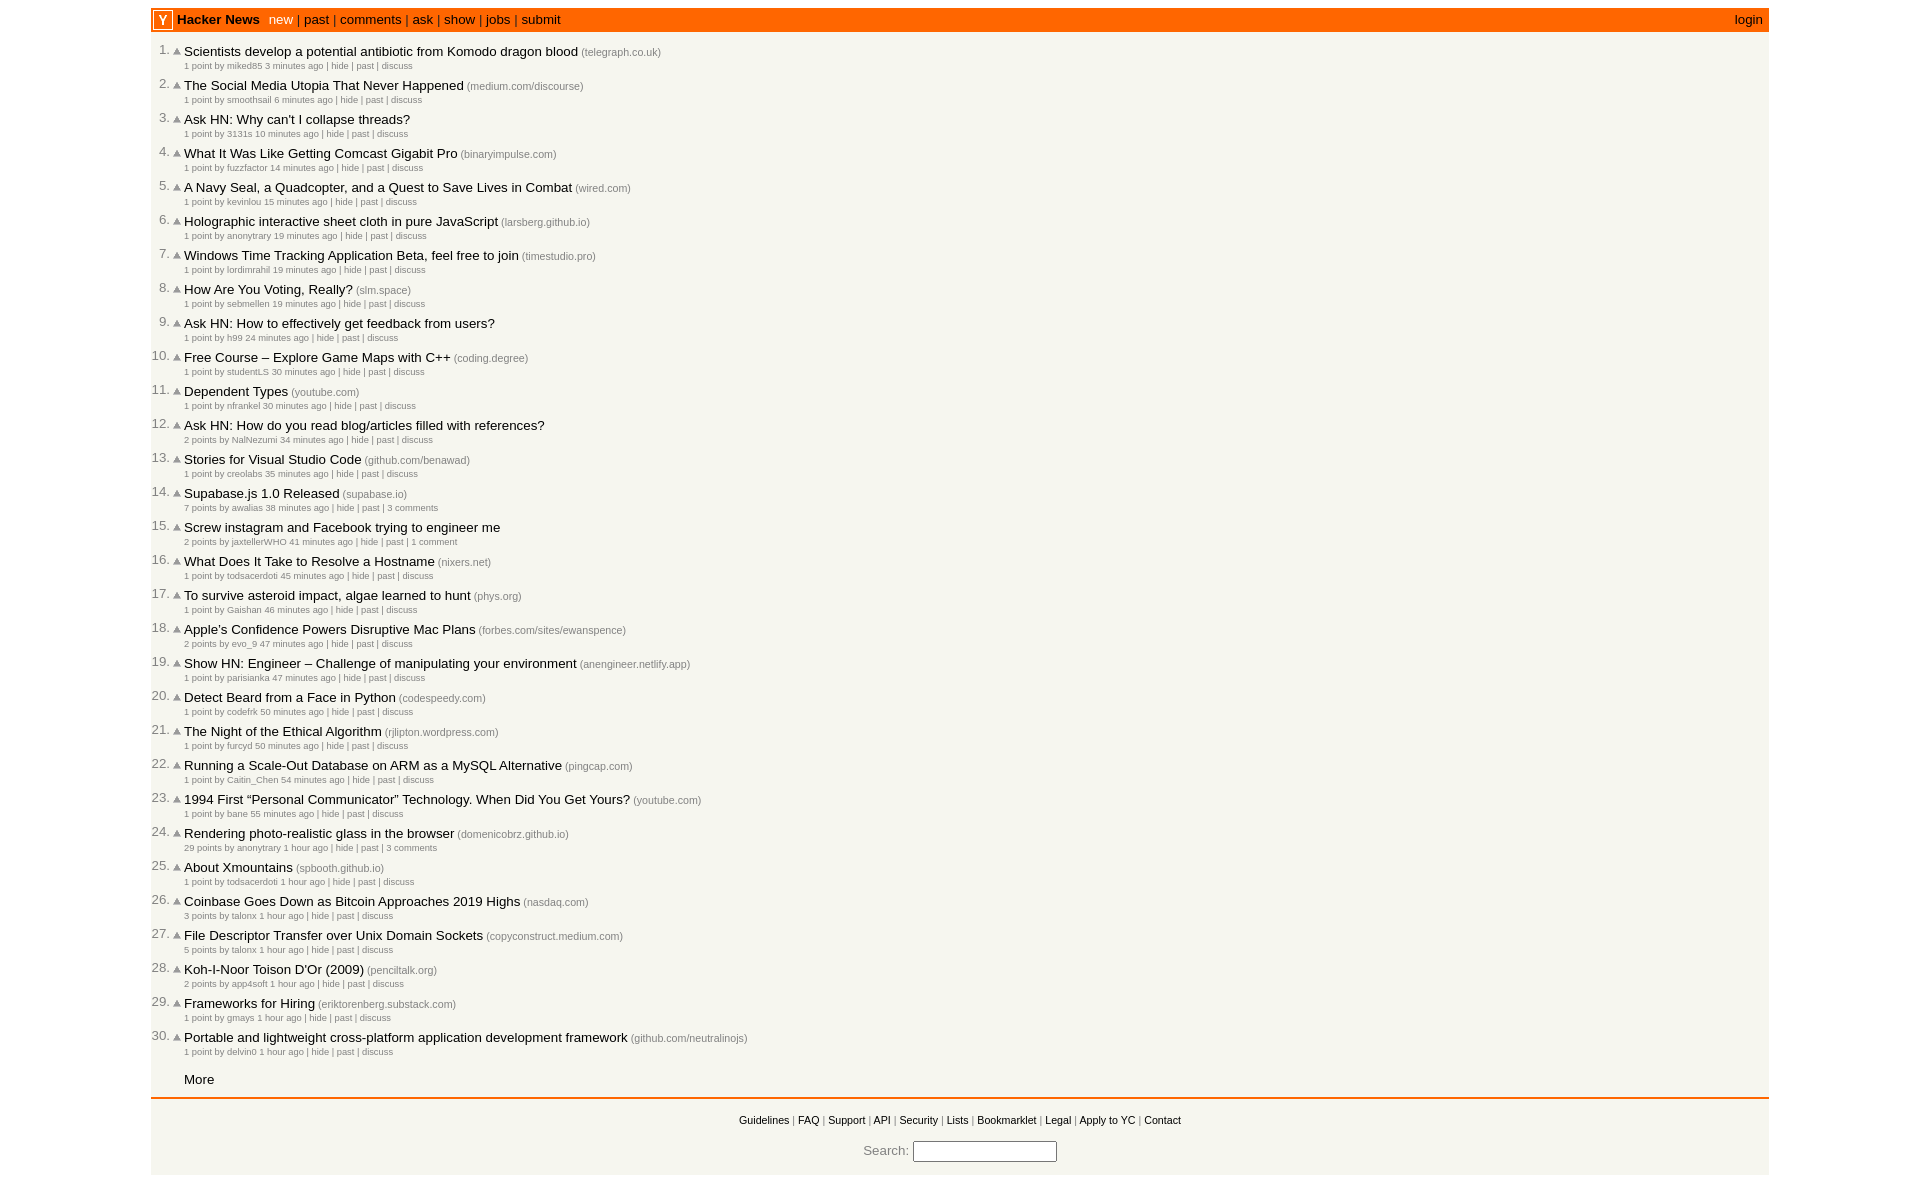 Y Hacker News new | past | comments | ask | show | jobs | submit login
1. Scientists develop a potential antibiotic from Komodo dragon blood (telegraph.co.uk)
1 point by miked85 3 minutes ago | hide | past | discuss
2. The Social Media Utopia That Never Happened (medium.com/discourse)
1 point by smoothsail 6 minutes ago | hide | past | discuss
3. Ask HN: Why can't I collapse threads?
1 point by 3131s 10 minutes ago | hide | past | discuss
4. What It Was Like Getting Comcast Gigabit Pro (binaryimpulse.com)
1 point by fuzzfactor 14 minutes ago | hide | past | discuss
5. A Navy Seal, a Quadcopter, and a Quest to Save Lives in Combat (wired.com)
1 point by kevinlou 15 minutes ago | hide | past | discuss
6. Holographic interactive sheet cloth in pure JavaScript (larsberg.github.io)
1 point by anonytrary 19 minutes ago | hide | past | discuss
7. Windows Time Tracking Application Beta, feel free to join (timestudio.pro)
1 point by lordimrahil 19 minutes ago | hide | past | discuss
8. How Are You Voting, Really? (slm.space)
1 point by sebmellen 19 minutes ago | hide | past | discuss
9. Ask HN: How to effectively get feedback from users?
1 point by h99 24 minutes ago | hide | past | discuss
10. Free Course – Explore Game Maps with C++ (coding.degree)
1 point by studentLS 30 minutes ago | hide | past | discuss
11. Dependent Types (youtube.com)
1 point by nfrankel 30 minutes ago | hide | past | discuss
12. Ask HN: How do you read blog/articles filled with references?
2 points by NalNezumi 34 minutes ago | hide | past | discuss
13. Stories for Visual Studio Code (github.com/benawad)
1 point by creolabs 35 minutes ago | hide | past | discuss
14. Supabase.js 1.0 Released (supabase.io)
7 points by awalias 38 minutes ago | hide | past | 3 comments
15. Screw instagram and Facebook trying to engineer me
2 points by jaxtellerWHO 41 minutes ago | hide | past | 1 comment
16. What Does It Take to Resolve a Hostname (nixers.net)
1 point by todsacerdoti 45 minutes ago | hide | past | discuss
17. To survive asteroid impact, algae learned to hunt (phys.org)
1 point by Gaishan 46 minutes ago | hide | past | discuss
18. Apple’s Confidence Powers Disruptive Mac Plans (forbes.com/sites/ewanspence)
2 points by evo_9 47 minutes ago | hide | past | discuss
19. Show HN: Engineer – Challenge of manipulating your environment (anengineer.netlify.app)
1 point by parisianka 47 minutes ago | hide | past | discuss
20. Detect Beard from a Face in Python (codespeedy.com)
1 point by codefrk 50 minutes ago | hide | past | discuss
21. The Night of the Ethical Algorithm (rjlipton.wordpress.com)
1 point by furcyd 50 minutes ago | hide | past | discuss
22. Running a Scale-Out Database on ARM as a MySQL Alternative (pingcap.com)
1 point by Caitin_Chen 54 minutes ago | hide | past | discuss
23. 1994 First “Personal Communicator” Technology. When Did You Get Yours? (youtube.com)
1 point by bane 55 minutes ago | hide | past | discuss
24. Rendering photo-realistic glass in the browser (domenicobrz.github.io)
29 points by anonytrary 1 hour ago | hide | past | 3 comments
25. About Xmountains (spbooth.github.io)
1 point by todsacerdoti 1 hour ago | hide | past | discuss
26. Coinbase Goes Down as Bitcoin Approaches 2019 Highs (nasdaq.com)
3 points by talonx 1 hour ago | hide | past | discuss
27. File Descriptor Transfer over Unix Domain Sockets (copyconstruct.medium.com)
5 points by talonx 1 hour ago | hide | past | discuss
28. Koh-I-Noor Toison D'Or (2009) (penciltalk.org)
2 points by app4soft 1 hour ago | hide | past | discuss
29. Frameworks for Hiring (eriktorenberg.substack.com)
1 point by gmays 1 hour ago | hide | past | discuss
30. Portable and lightweight cross-platform application development framework (github.com/neutralinojs)
1 point by delvin0 1 hour ago | hide | past | discuss
More
Guidelines | FAQ | Support | API | Security | Lists | Bookmarklet | Legal | Apply to YC | Contact
Search: